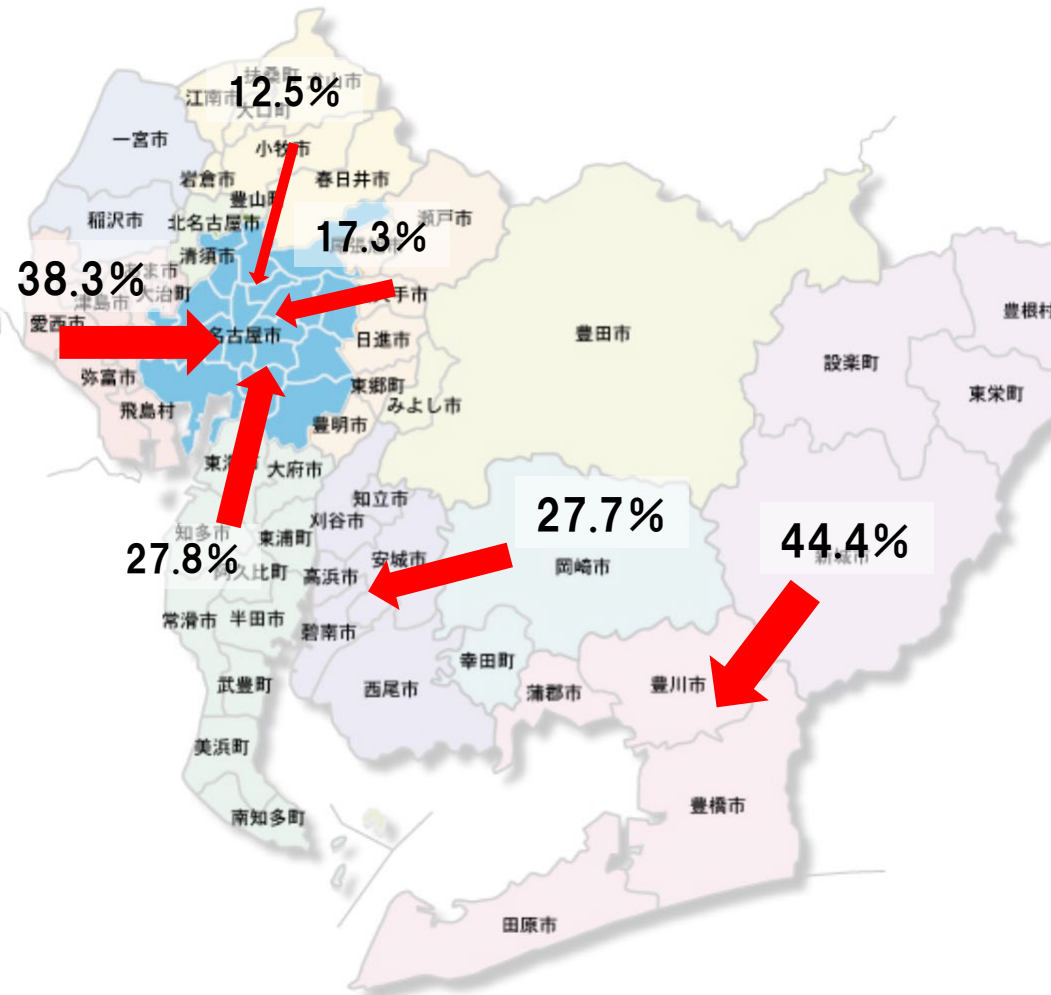 12.5%
江南市
大口町
犬山市
扶桑町
一宮市
小牧市
岩倉市
春日井市
豊山町
稲沢市
北名古屋市
瀬戸市
17.3%
清須市
38.3%
津島市
大治町
愛西市
名古屋市
日進市
豊田市
豊根村
設楽町
弥富市
東郷町
みよし市
東栄町
飛島村
豊明市
大府市
知立市
27.7%
刈谷市
知多市
東浦町
44.4%
新城市
27.8%
安城市
岡崎市
阿久比町
高浜市
常滑市
半田市
碧南市
幸田町
武豊町
西尾市
蒲郡市
豊川市
美浜町
豊橋市
南知多町
田原市